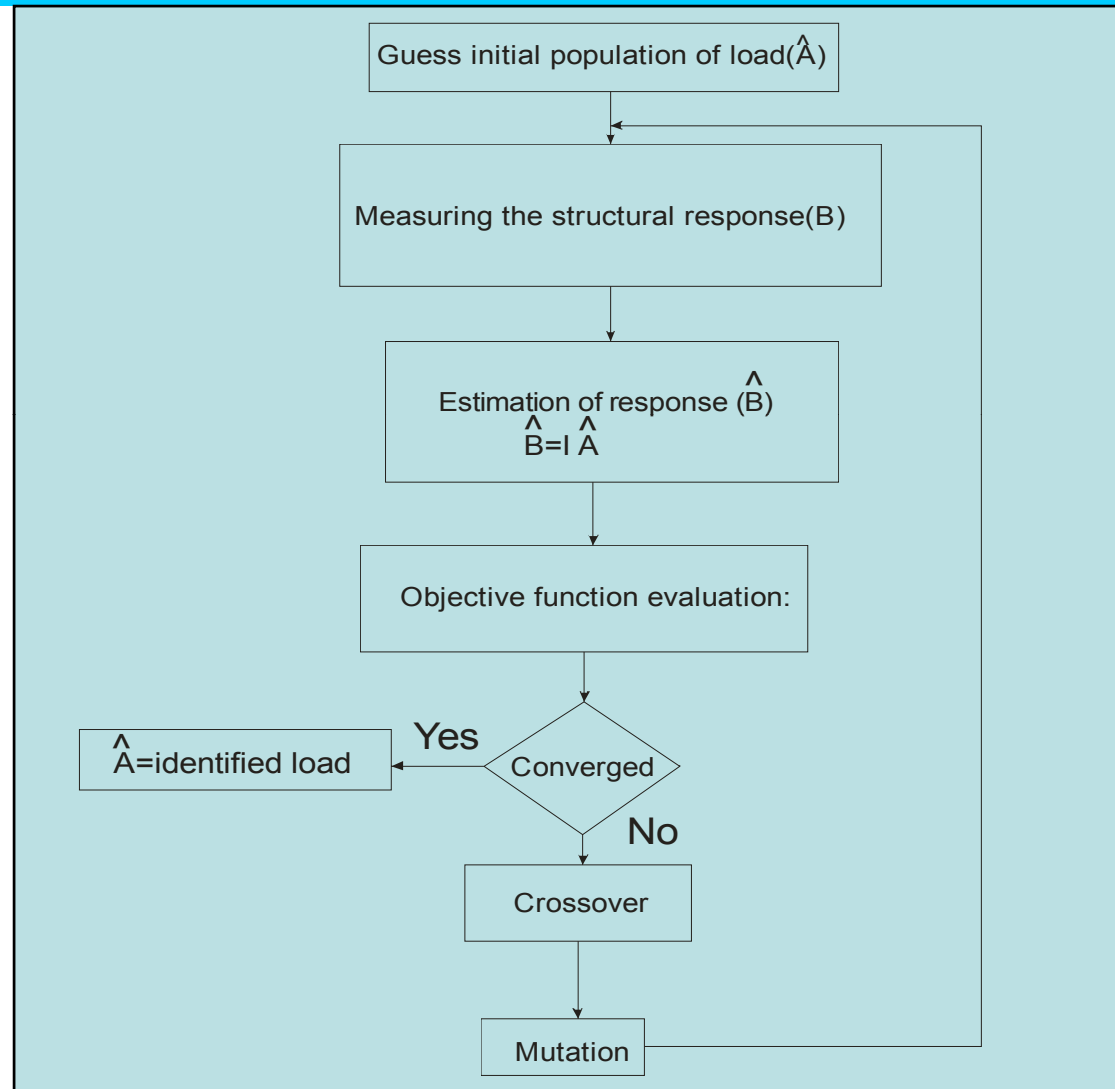 Guess initial population of load(Â)
Measuring the structural response(B)
Estimation of response (B̂)
B̂=I Â
Objective function evaluation:
Yes
Â=identified load
Converged
No
Crossover
Mutation